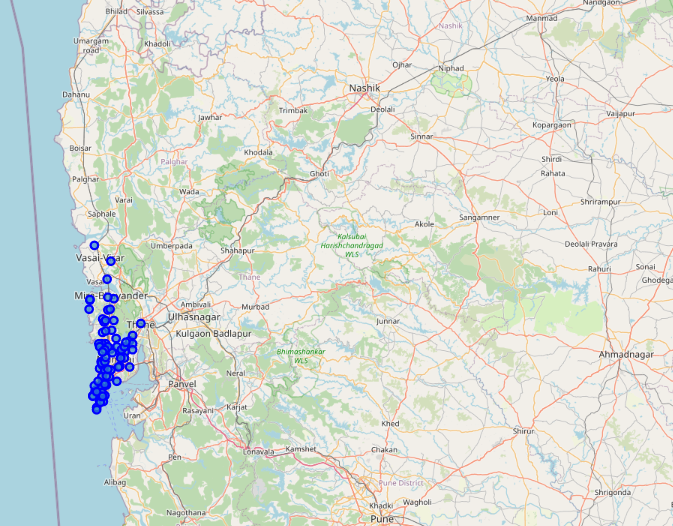 Bhilad
Silvassa
Nandgaon
Manmad
Nashik
Umargam
road
Khadoli
Ojhar
Niphad
Yeola
Nashik
Dahanu
Deolali
Vaijapur
Jawhar
Trimbak
Kopargaon
Sinnar
Boisar
Khodala
Palghar
Shirdi
Ghoti
Rahata
Palghar
Wada
Varai
Shrirampur
Saphale
Sangamner
Loni
Akole
Umberpada
Shahapur
Kalsubai
Harishchandragad
WLS
Deolali Pravara
Vasai-Virar
Rahuri
Sonai
Thane
Ghodega
Ambivali
Murbad
Ulhasnagar
Junnar
Kulgaon Badlapur
Bhimashankar
WLS
Ahmadnagar
Neral
Panvel
Karjat
Rasayani
Uran
Khed
Shirur
Lonavala
Kamshet
Chakan
Pen
Alibag
Pune District
Shrigonda
Wagholi
Khadki
Nagothana
Pune